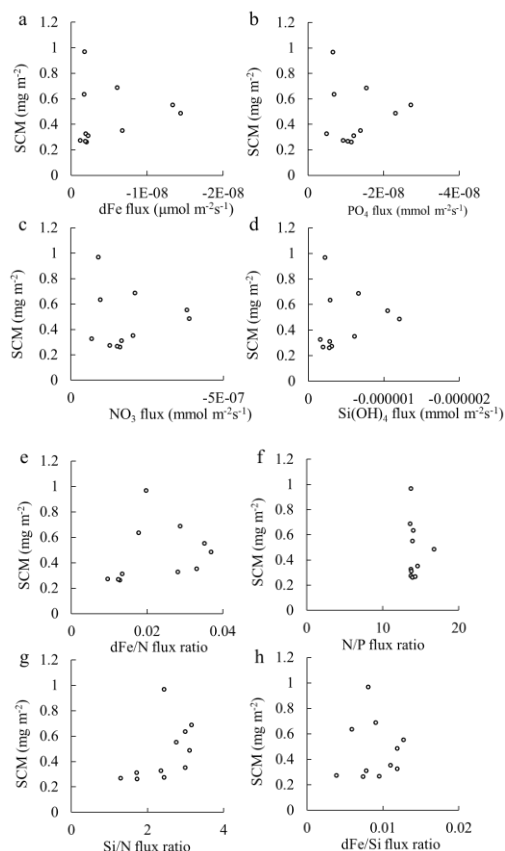 a
1.2
1
0.8
0.6
0.4
0.2
0
SCM (mg m⁻²)
0 -1E-08 -2E-08
dFe flux (μmol m⁻²s⁻¹)
b
1.2
1
0.8
0.6
0.4
0.2
0
SCM (mg m⁻²)
0 -2E-08 -4E-08
PO₄ flux (mmol m⁻²s⁻¹)
c
1.2
1
0.8
0.6
0.4
0.2
0
SCM (mg m⁻²)
0 -5E-07
NO₃ flux (mmol m⁻²s⁻¹)
d
1.2
1
0.8
0.6
0.4
0.2
0
SCM (mg m⁻²)
0 -0.000001 -0.000002
Si(OH)₄ flux (mmol m⁻²s⁻¹)
e
1.2
1
0.8
0.6
0.4
0.2
0
SCM (mg m⁻²)
0 0.02 0.04
dFe/N flux ratio
f
1.2
1
0.8
0.6
0.4
0.2
0
SCM (mg m⁻²)
0 10 20
N/P flux ratio
g
1.2
1
0.8
0.6
0.4
0.2
0
SCM (mg m⁻²)
0 2 4
Si/N flux ratio
h
1.2
1
0.8
0.6
0.4
0.2
0
SCM (mg m⁻²)
0 0.01 0.02
dFe/Si flux ratio